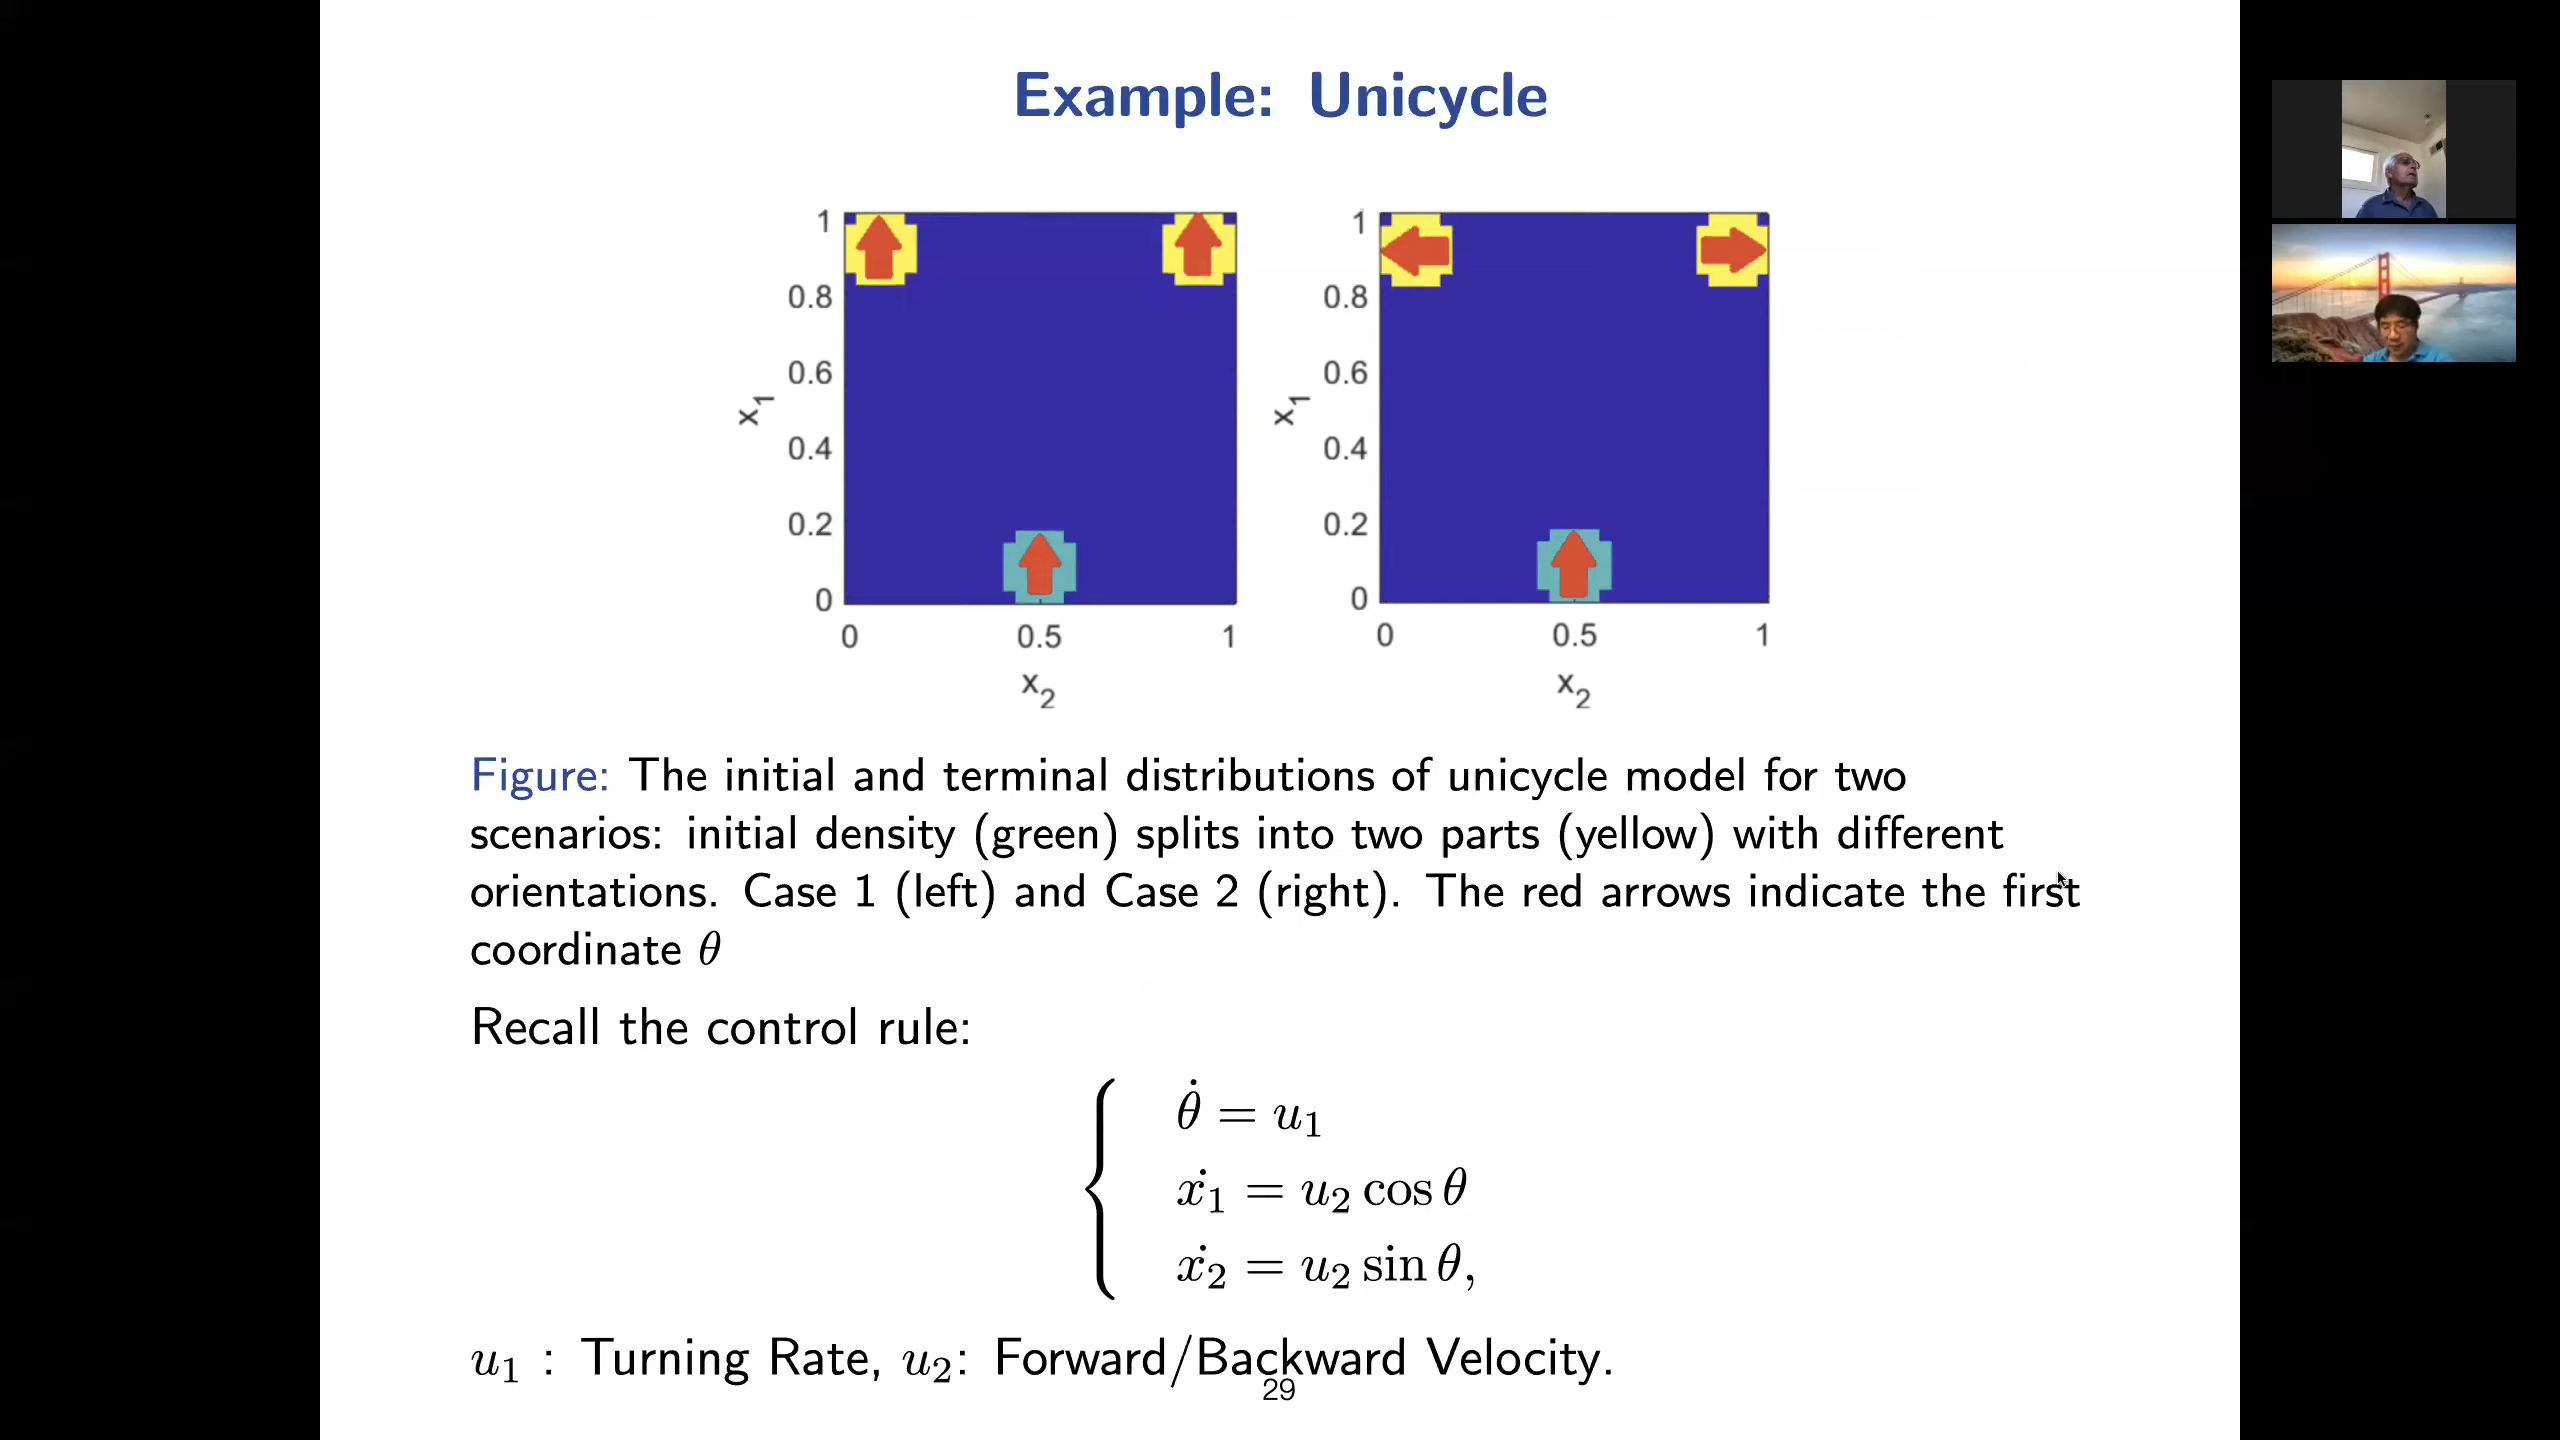 Example: Unicycle
1
0.8
0.6
0.4
0.2
0
x₁
0 0.5 1
x₂
1
0.8
0.6
0.4
0.2
0
x₁
0 0.5 1
x₂
Figure: The initial and terminal distributions of unicycle model for two
scenarios: initial density (green) splits into two parts (yellow) with different
orientations. Case 1 (left) and Case 2 (right). The red arrows indicate the first
coordinate θ
Recall the control rule:
θ̇ = u₁
ẋ₁ = u₂ cos θ
ẋ₂ = u₂ sin θ,
u₁ : Turning Rate, u₂: Forward/Backward Velocity.
29